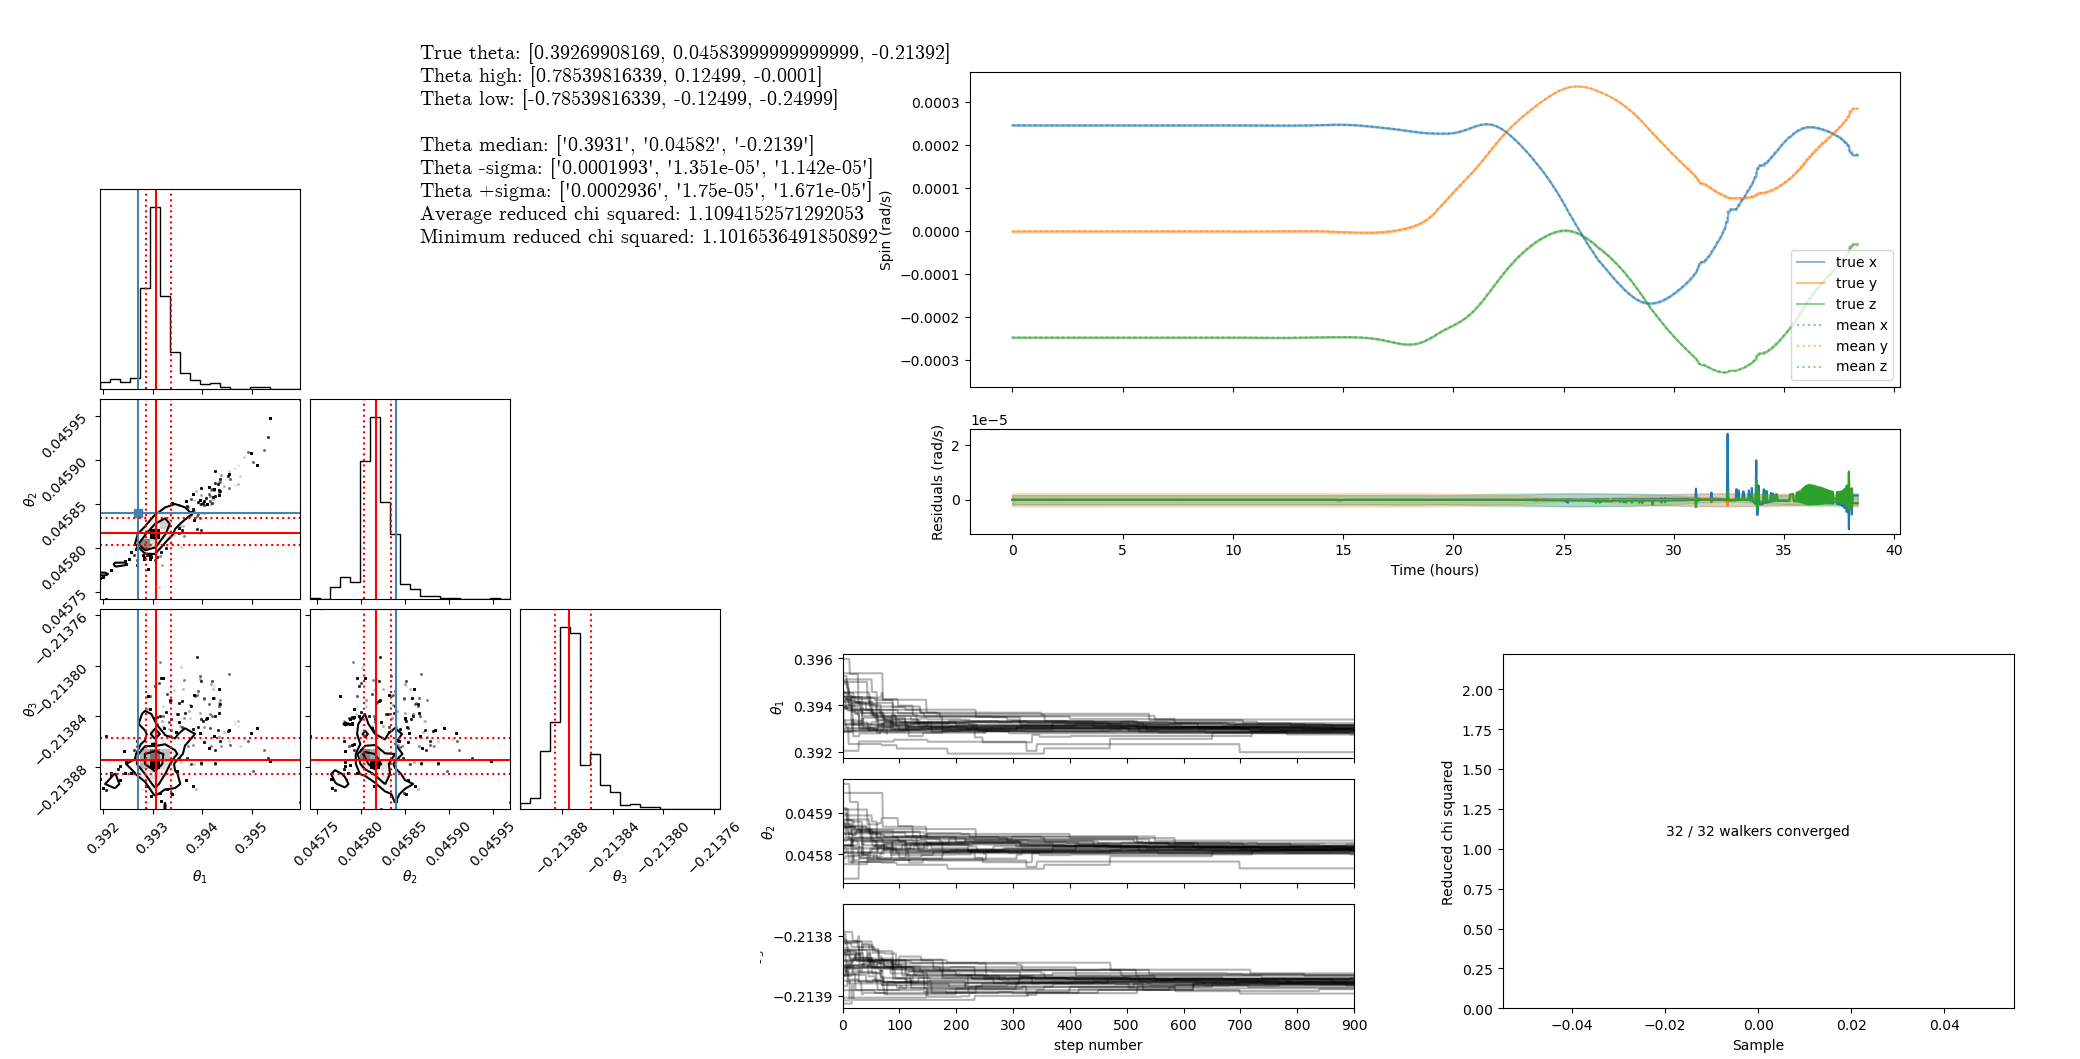 True theta: [0.39269908169, 0.04583999999999999, -0.21392]
Theta high: [0.78539816339, 0.12499, -0.0001]
Theta low: [-0.78539816339, -0.12499, -0.24999]
Theta median: ['0.3931', '0.04582', '-0.2139']
Theta -sigma: ['0.0001993', '1.351e-05', '1.142e-05']
Theta +sigma: ['0.0002936', '1.75e-05', '1.671e-05']
Average reduced chi squared: 1.1094152571292053
Minimum reduced chi squared: 1.1016536491850892
0.04595
0.04590
0.04585
0.04580
0.04575
θ2
−0.21376
−0.21380
−0.21384
−0.21388
θ3
0.392
0.393
0.394
0.395
θ1
0.04575
0.04580
0.04585
0.04590
0.04595
θ2
−0.21388
−0.21384
−0.21380
−0.21376
θ3
0.0003
0.0002
0.0001
0.0000
−0.0001
−0.0002
−0.0003
Spin (rad/s)
true x
true y
true z
mean x
mean y
mean z
1e−5
2
0
Residuals (rad/s)
0 5 10 15 20 25 30 35 40
Time (hours)
0.396
0.394
0.392
θ1
0.0459
0.0458
θ2
−0.2138
−0.2139
0 100 200 300 400 500 600 700 800 900
step number
2.00
1.75
1.50
1.25
1.00
0.75
0.50
0.25
0.00
Reduced chi squared
32 / 32 walkers converged
−0.04 −0.02 0.00 0.02 0.04
Sample